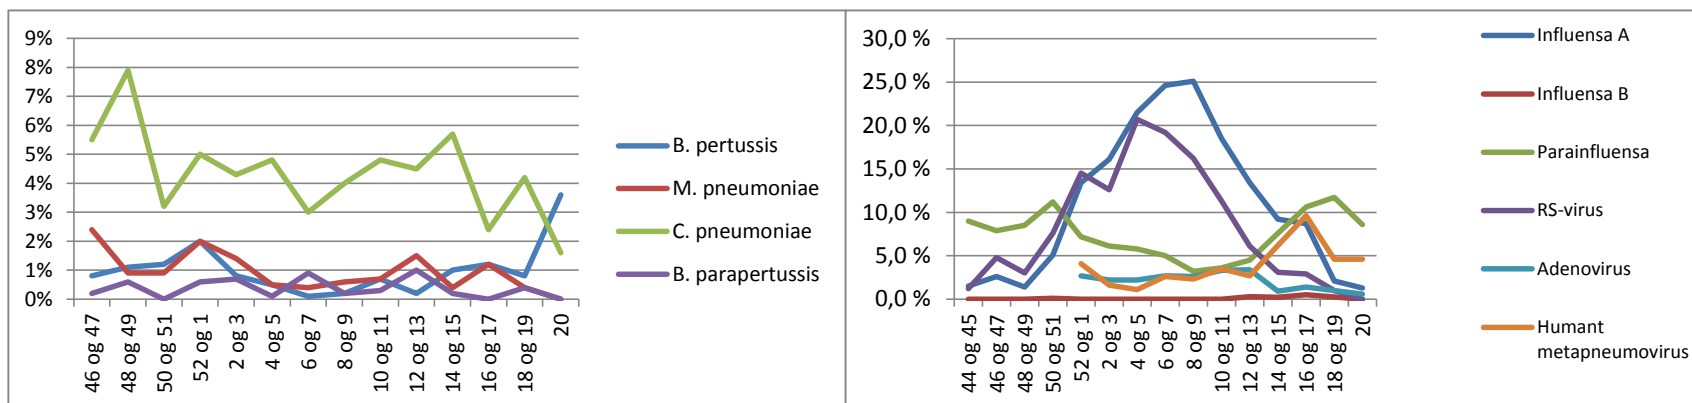 9%
8%
7%
6%
5%
4%
3%
2%
1%
0%
46 og 47
48 og 49
50 og 51
52 og 1
2 og 3
4 og 5
6 og 7
8 og 9
10 og 11
12 og 13
14 og 15
16 og 17
18 og 19
20
B. pertussis
M. pneumoniae
C. pneumoniae
B. parapertussis
30,0 %
25,0 %
20,0 %
15,0 %
10,0 %
5,0 %
0,0 %
44 og 45
46 og 47
48 og 49
50 og 51
52 og 1
2 og 3
4 og 5
6 og 7
8 og 9
10 og 11
12 og 13
14 og 15
16 og 17
18 og 19
20
Influensa A
Influensa B
Parainfluensa
RS-virus
Adenovirus
Humant
metapneumovirus